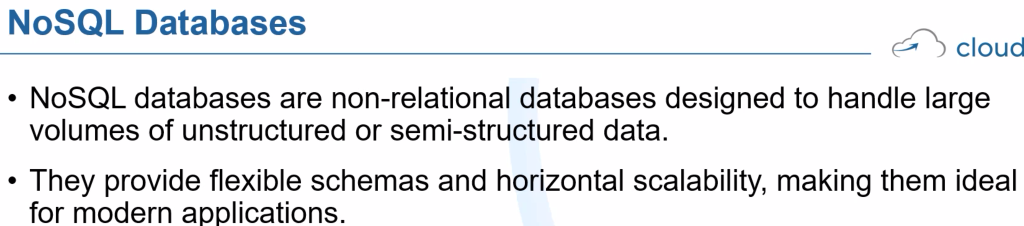 NoSQL Databases
cloud
• NoSQL databases are non-relational databases designed to handle large
volumes of unstructured or semi-structured data.
• They provide flexible schemas and horizontal scalability, making them ideal
for modern applications.